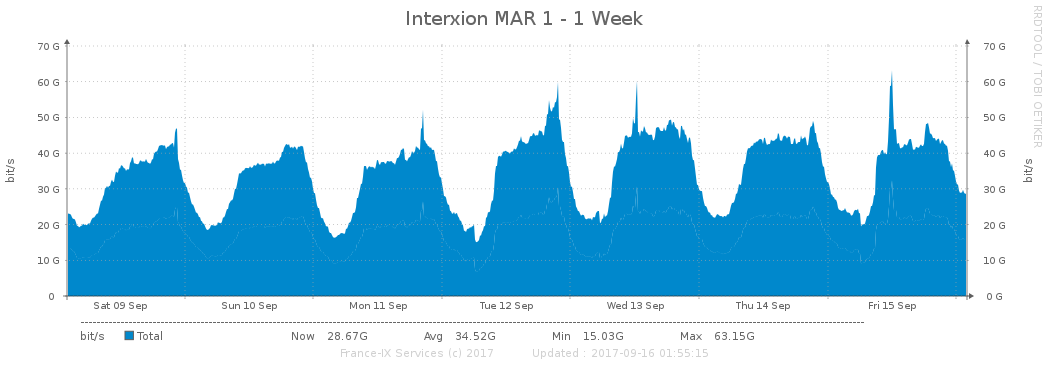 Interxion MAR 1 - 1 Week
RRDTOOL / TOBI OETIKER
70 G 70 G
60 G 60 G
50 G 50 G
40 G 40 G
30 G 30 G
20 G 20 G
10 G 10 G
0 0 G
bit/s
bit/s
Sat 09 Sep Sun 10 Sep Mon 11 Sep Tue 12 Sep Wed 13 Sep Thu 14 Sep Fri 15 Sep
bit/s Total Now 28.67G Avg 34.52G Min 15.03G Max 63.15G
France-IX Services (c) 2017 Updated : 2017-09-16 01:55:15